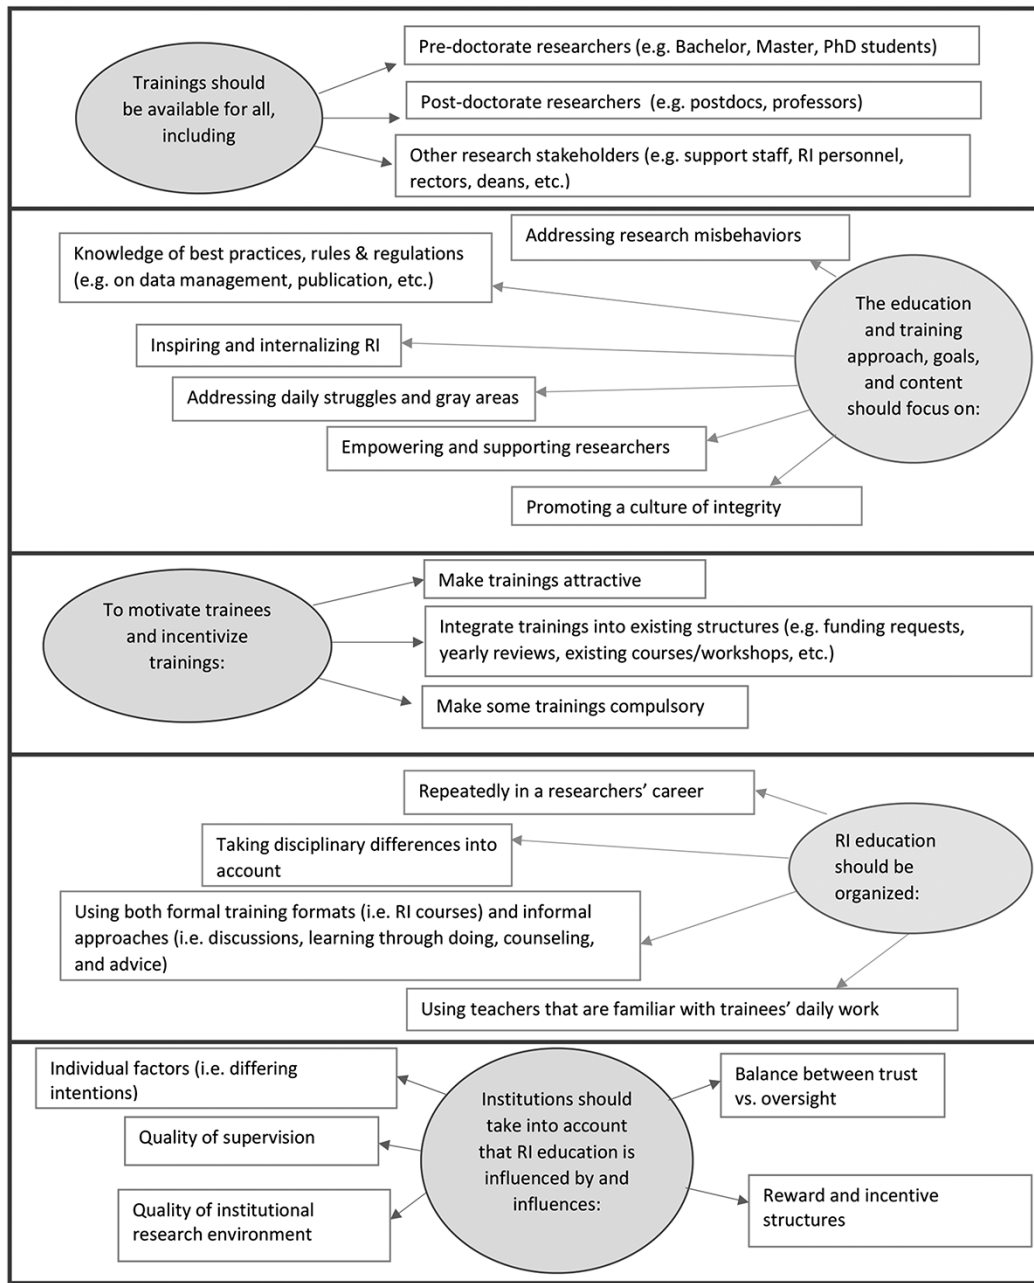 Trainings should
be available for all,
including
Pre-doctorate researchers (e.g. Bachelor, Master, PhD students)
Post-doctorate researchers (e.g. postdocs, professors)
Other research stakeholders (e.g. support staff, RI personnel,
rectors, deans, etc.)
Addressing research misbehaviors
Knowledge of best practices, rules & regulations
(e.g. on data management, publication, etc.)
Inspiring and internalizing RI
Addressing daily struggles and gray areas
Empowering and supporting researchers
Promoting a culture of integrity
The education
and training
approach, goals,
and content
should focus on:
To motivate trainees
and incentivize
trainings:
Make trainings attractive
Integrate trainings into existing structures (e.g. funding requests,
yearly reviews, existing courses/workshops, etc.)
Make some trainings compulsory
Repeatedly in a researchers’ career
Taking disciplinary differences into
account
Using both formal training formats (i.e. RI courses) and informal
approaches (i.e. discussions, learning through doing, counseling,
and advice)
Using teachers that are familiar with trainees’ daily work
RI education
should be
organized:
Individual factors (i.e. differing
intentions)
Quality of supervision
Quality of institutional
research environment
Institutions should
take into account
that RI education is
influenced by and
influences:
Balance between trust
vs. oversight
Reward and incentive
structures